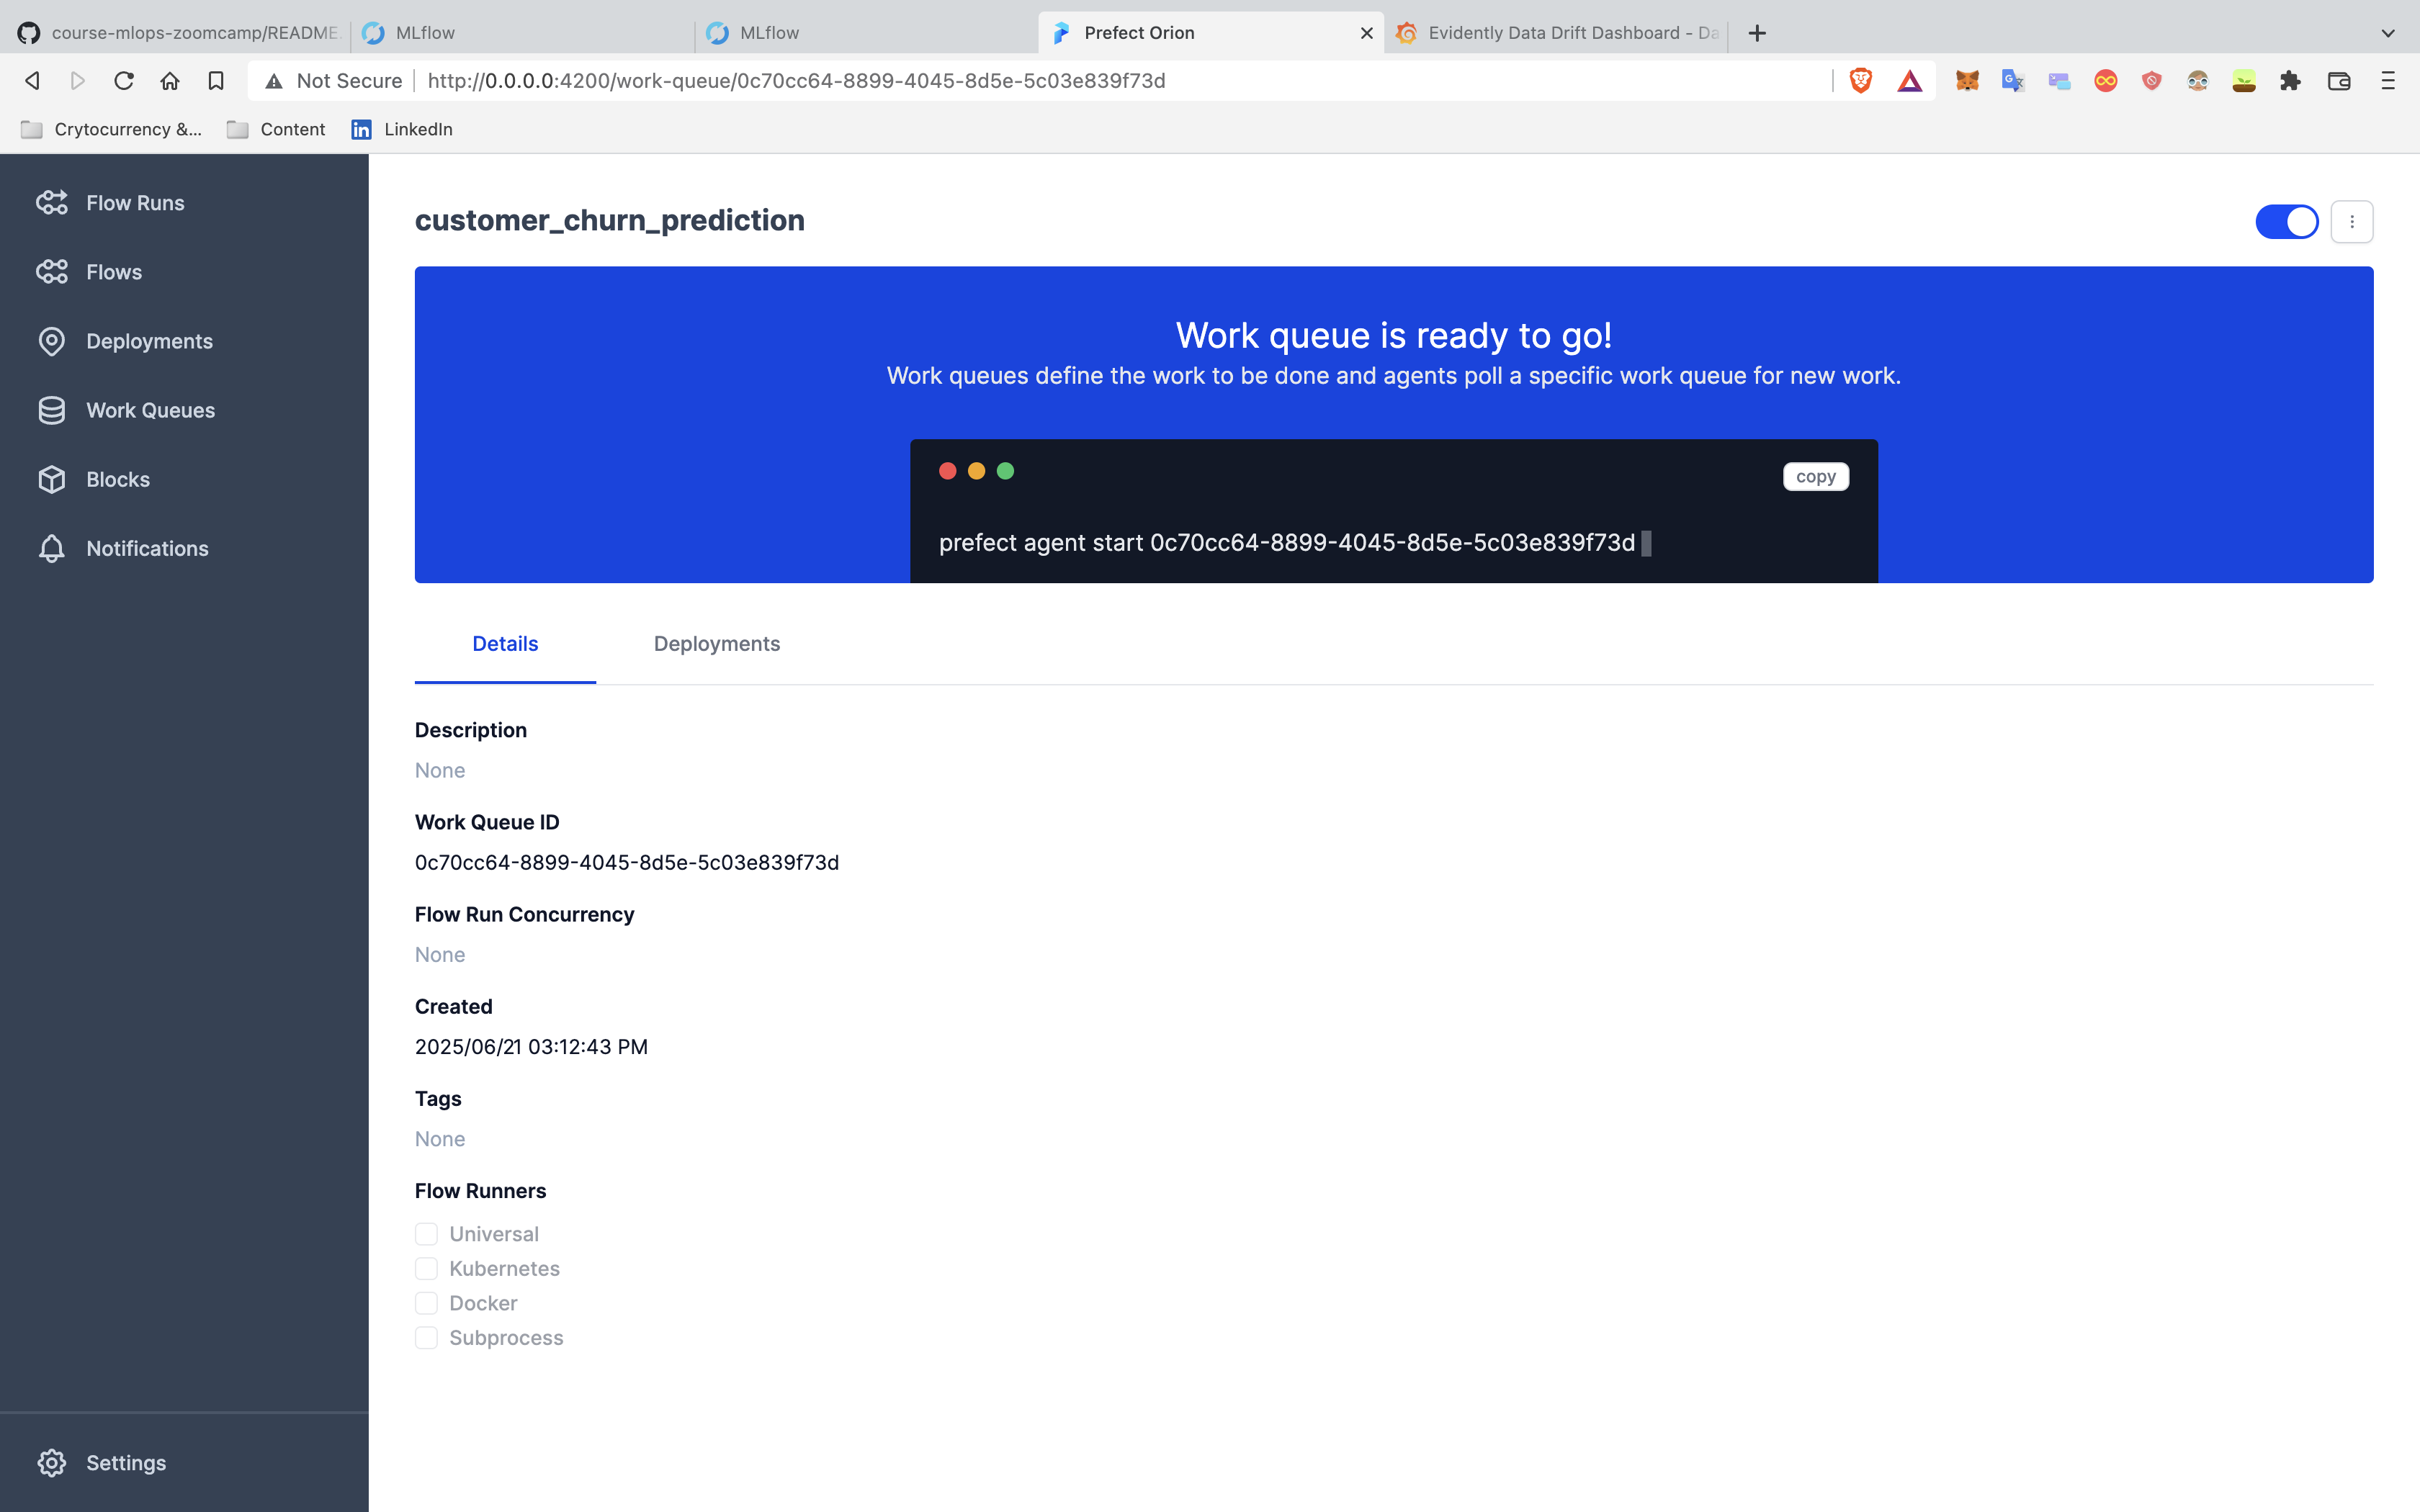 course-mlops-zoomcamp/README.
MLflow
MLflow
Prefect Orion
Evidently Data Drift Dashboard - Da
Not Secure
http://0.0.0.0:4200/work-queue/0c70cc64-8899-4045-8d5e-5c03e839f73d
Crytocurrency &...
Content
LinkedIn
Flow Runs
Flows
Deployments
Work Queues
Blocks
Notifications
Settings
customer_churn_prediction
Work queue is ready to go!
Work queues define the work to be done and agents poll a specific work queue for new work.
copy
prefect agent start 0c70cc64-8899-4045-8d5e-5c03e839f73d
Details
Deployments
Description
None
Work Queue ID
0c70cc64-8899-4045-8d5e-5c03e839f73d
Flow Run Concurrency
None
Created
2025/06/21 03:12:43 PM
Tags
None
Flow Runners
Universal
Kubernetes
Docker
Subprocess